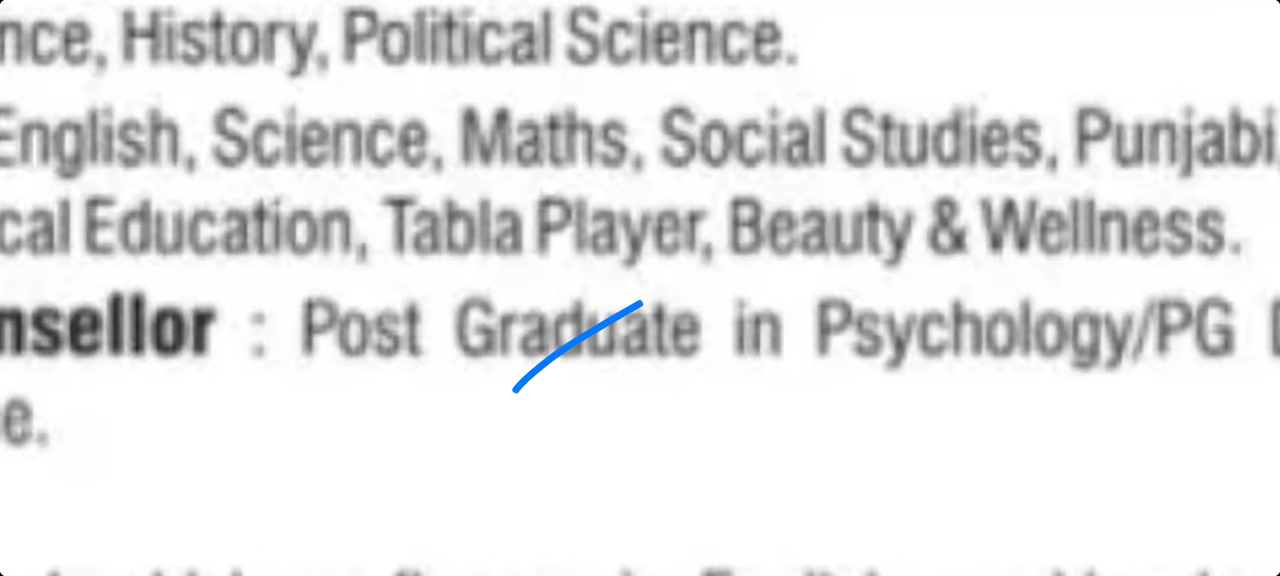 nce, History, Political Science.
English, Science, Maths, Social Studies, Punjabi,
cal Education, Tabla Player, Beauty & Wellness.
nsellor : Post Graduate in Psychology/PG
e.